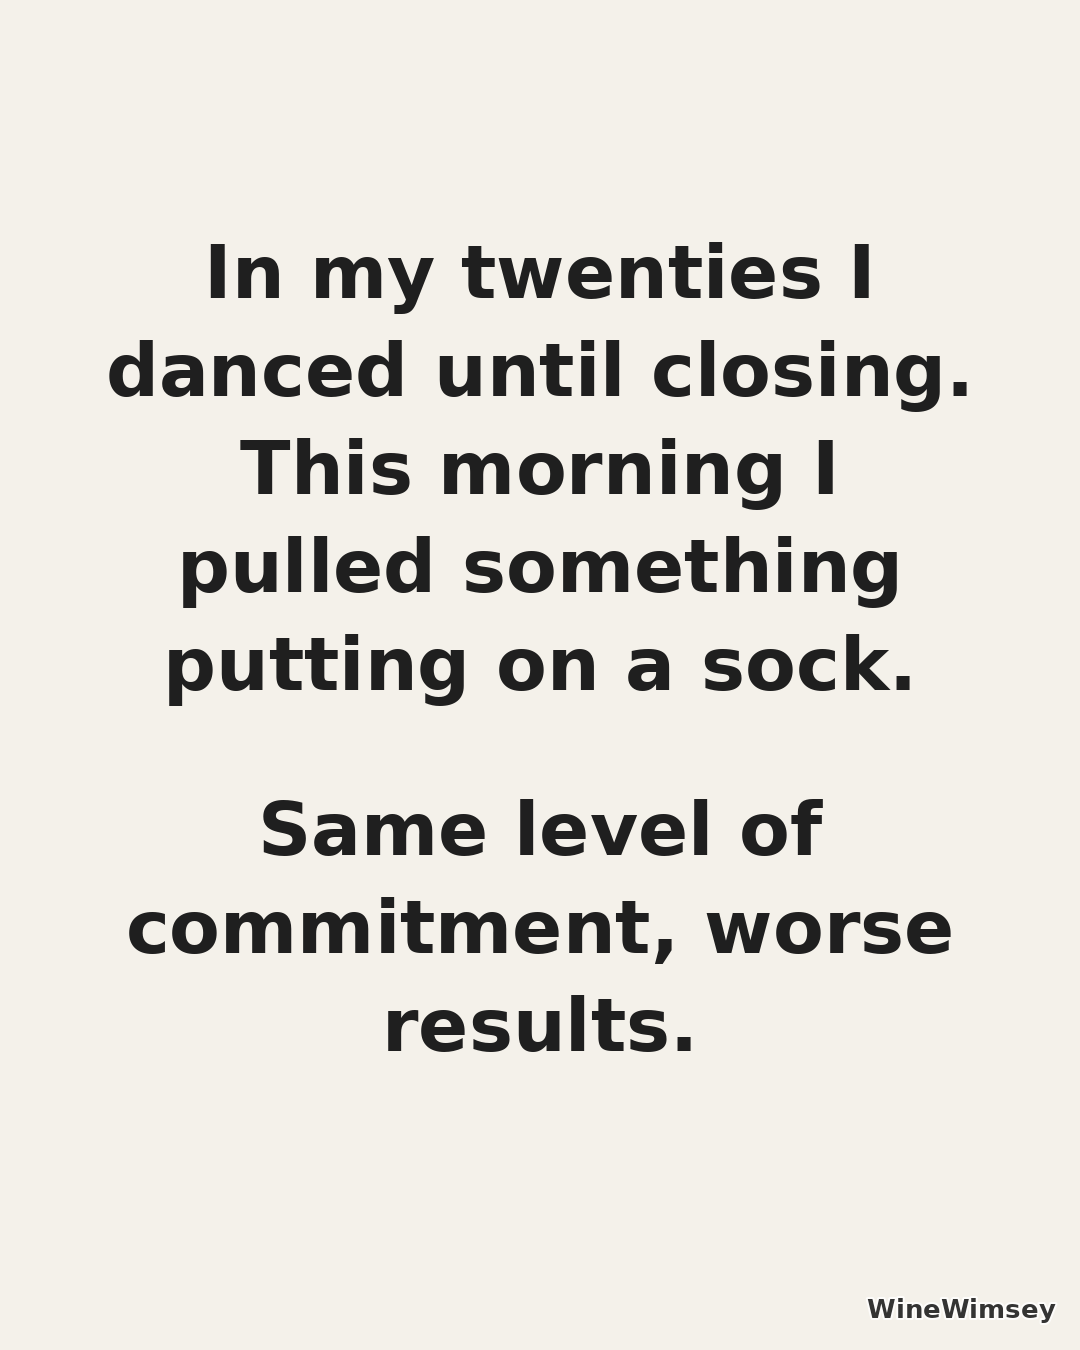 In my twenties I
danced until closing.
This morning I
pulled something
putting on a sock.
Same level of
commitment, worse
results.
WineWimsey